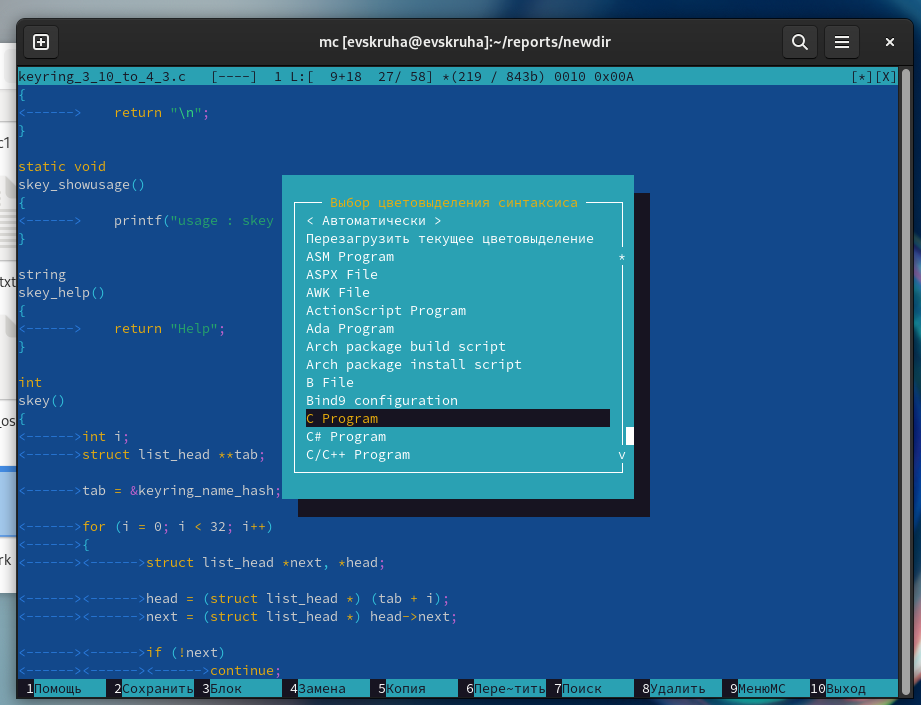 mc [evskruha@evskruha]:~/reports/newdir
keyring_3_10_to_4_3.c   [----]  1 L:[  9+18  27/ 58] *(219 / 843b) 0010 0x00A   [*][X]
{
<------>    return "\n";
}
static void
skey_showusage()
{
<------>    printf("usage : skey
}
string
skey_help()
{
<------>    return "Help";
}
int
skey()
{
<------>int i;
<------>struct list_head **tab;
<------>tab = &keyring_name_hash;
<------>for (i = 0; i < 32; i++)
<------>{
<------><------>struct list_head *next, *head;
<------><------>head = (struct list_head *) (tab + i);
<------><------>next = (struct list_head *) head->next;
<------><------>if (!next)
<------><------><------>continue;
Выбор цветовыделения синтаксиса
< Автоматически >
Перезагрузить текущее цветовыделение
ASM Program
ASPX File
AWK File
ActionScript Program
Ada Program
Arch package build script
Arch package install script
B File
Bind9 configuration
C Program
C# Program
C/C++ Program
1Помощь 2Сохранить 3Блок 4Замена 5Копия 6Пере~тить 7Поиск 8Удалить 9МенюMC 10Выход
c1
txt
_os
rk